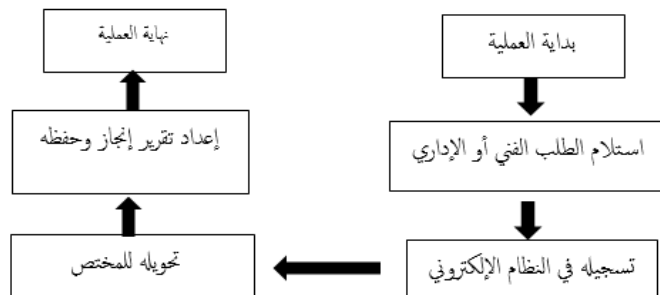 بداية العملية
استلام الطلب الفني أو الإداري
تسجيله في النظام الإلكتروني
تحويله للمختص
إعداد تقرير إنجاز وحفظه
نهاية العملية